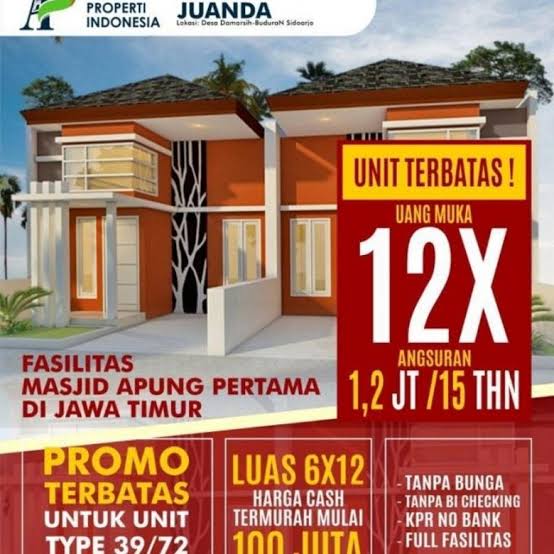 PROPERTI
INDONESIA
JUANDA
Lokasi: Desa Damarsih-BuduraN Sidoarjo
UNIT TERBATAS !
UANG MUKA
12X
ANGSURAN
1,2 JT /15 THN
FASILITAS
MASJID APUNG PERTAMA
DI JAWA TIMUR
PROMO
TERBATAS
UNTUK UNIT
TYPE 39/72
LUAS 6X12
HARGA CASH
TERMURAH MULAI
100 JUTA
- TANPA BUNGA
- TANPA BI CHECKING
- KPR NO BANK
- FULL FASILITAS